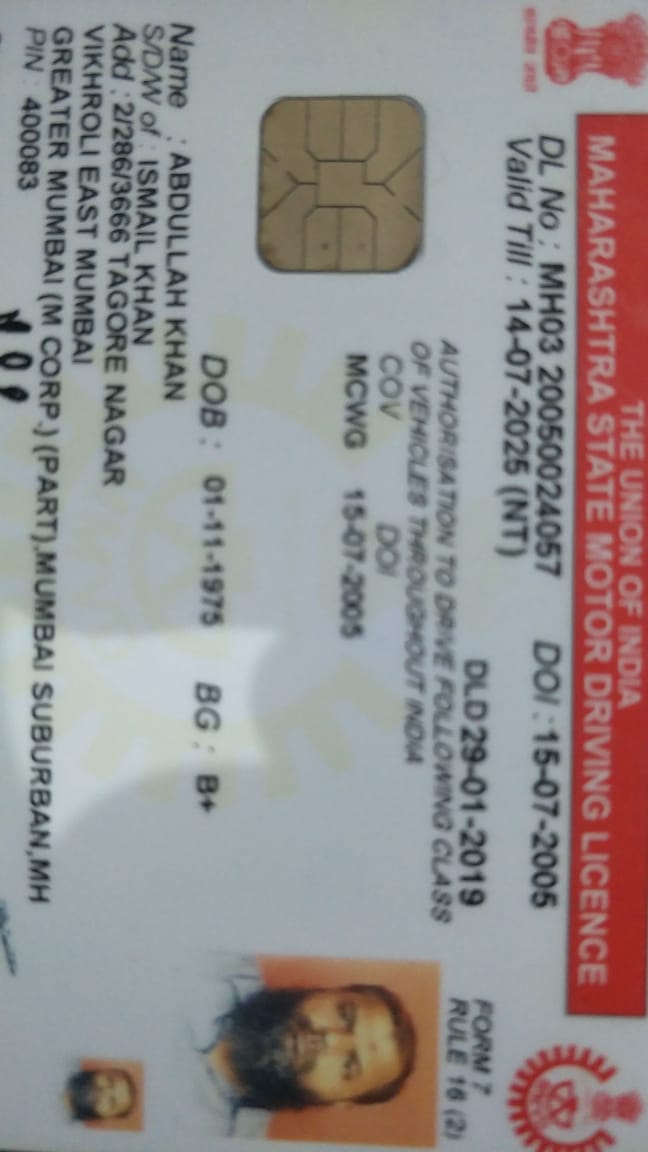 THE UNION OF INDIA
MAHARASHTRA STATE MOTOR DRIVING LICENCE
DL No : MH03 20050024057 DOI : 15-07-2005
Valid Till : 14-07-2025 (NT)
DLD 29-01-2019
FORM 7
RULE 16 (2)
AUTHORISATION TO DRIVE FOLLOWING CLASS
OF VEHICLES THROUGHOUT INDIA
COV DOI
MCWG 15-07-2005
DOB : 01-11-1975 BG : B+
Name : ABDULLAH KHAN
S/D/W of : ISMAIL KHAN
Add : 2/286/3666 TAGORE NAGAR
VIKHROLI EAST MUMBAI
GREATER MUMBAI (M CORP.) (PART),MUMBAI SUBURBAN,MH
PIN : 400083